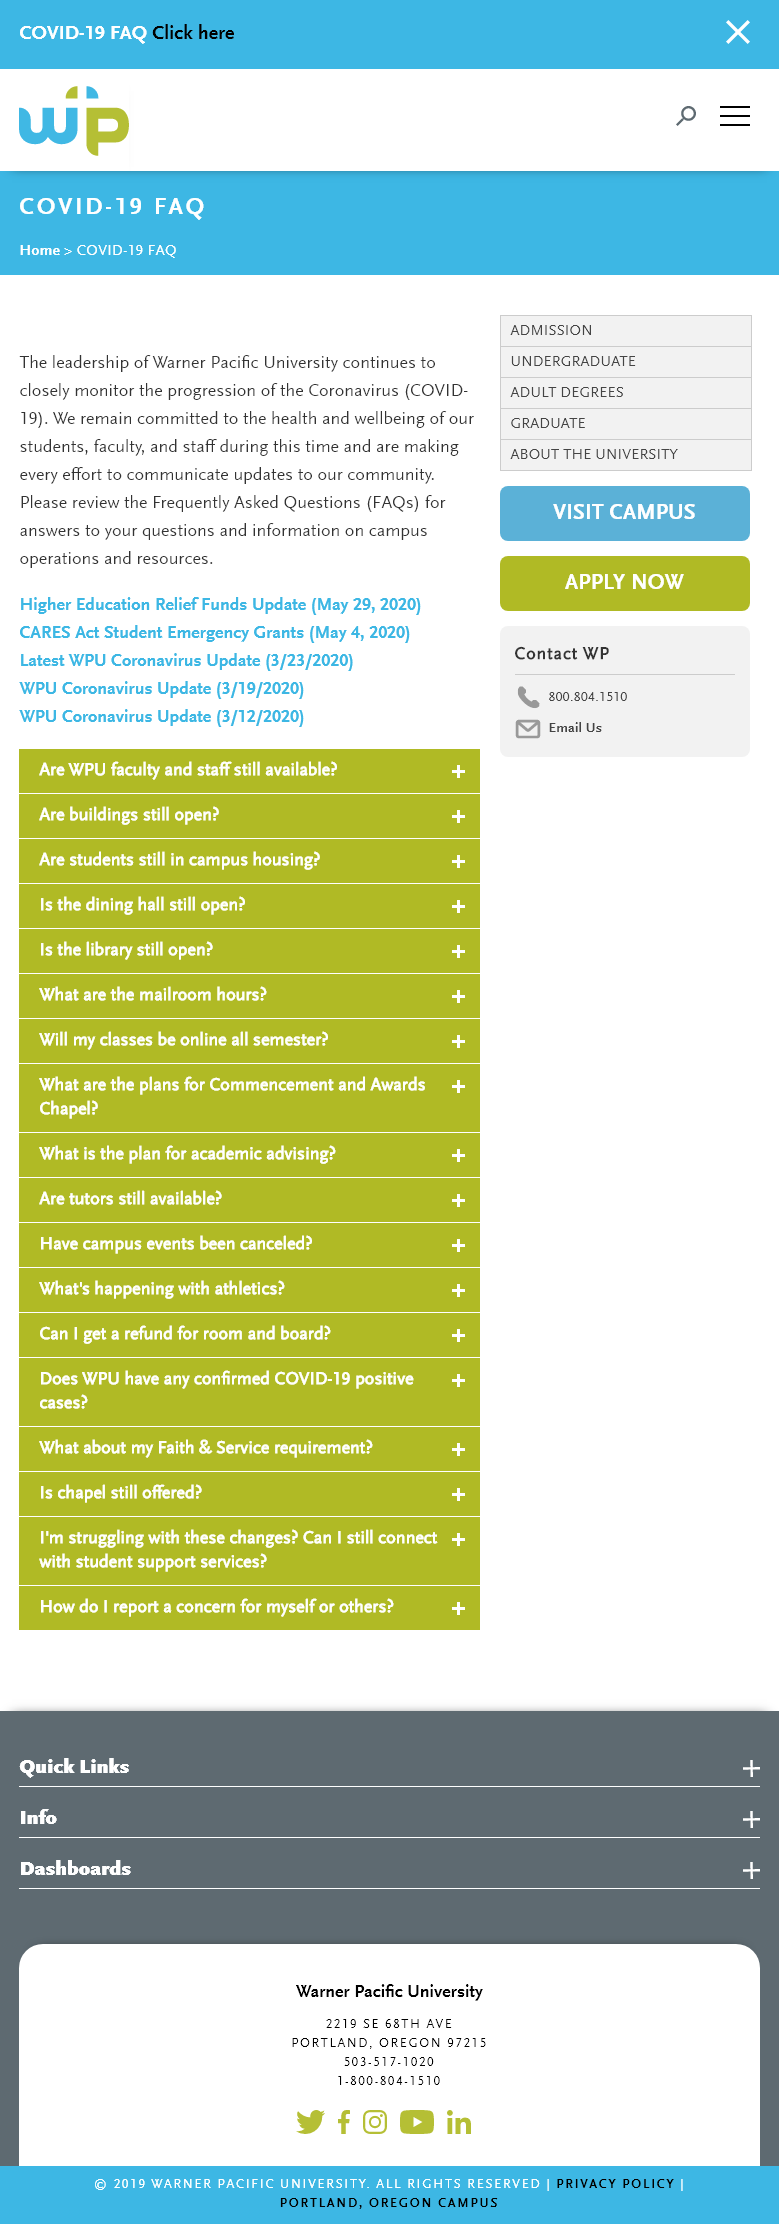 COVID-19 FAQ Click here
wp
COVID-19 FAQ
Home > COVID-19 FAQ
The leadership of Warner Pacific University continues to
closely monitor the progression of the Coronavirus (COVID-
19). We remain committed to the health and wellbeing of our
students, faculty, and staff during this time and are making
every effort to communicate updates to our community.
Please review the Frequently Asked Questions (FAQs) for
answers to your questions and information on campus
operations and resources.
Higher Education Relief Funds Update (May 29, 2020)
CARES Act Student Emergency Grants (May 4, 2020)
Latest WPU Coronavirus Update (3/23/2020)
WPU Coronavirus Update (3/19/2020)
WPU Coronavirus Update (3/12/2020)
Are WPU faculty and staff still available?
Are buildings still open?
Are students still in campus housing?
Is the dining hall still open?
Is the library still open?
What are the mailroom hours?
Will my classes be online all semester?
What are the plans for Commencement and Awards
Chapel?
What is the plan for academic advising?
Are tutors still available?
Have campus events been canceled?
What's happening with athletics?
Can I get a refund for room and board?
Does WPU have any confirmed COVID-19 positive
cases?
What about my Faith & Service requirement?
Is chapel still offered?
I'm struggling with these changes? Can I still connect
with student support services?
How do I report a concern for myself or others?
ADMISSION
UNDERGRADUATE
ADULT DEGREES
GRADUATE
ABOUT THE UNIVERSITY
VISIT CAMPUS
APPLY NOW
Contact WP
800.804.1510
Email Us
Quick Links
Info
Dashboards
Warner Pacific University
2219 SE 68TH AVE
PORTLAND, OREGON 97215
503-517-1020
1-800-804-1510
© 2019 WARNER PACIFIC UNIVERSITY. ALL RIGHTS RESERVED | PRIVACY POLICY |
PORTLAND, OREGON CAMPUS